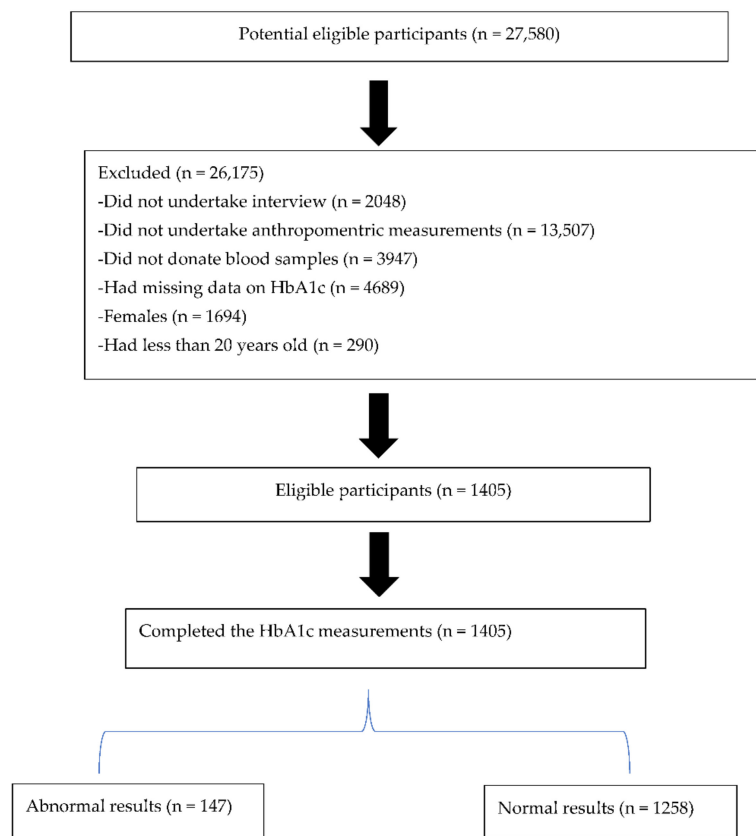 Potential eligible participants (n = 27,580)
Excluded (n = 26,175)
-Did not undertake interview (n = 2048)
-Did not undertake anthropomentric measurements (n = 13,507)
-Did not donate blood samples (n = 3947)
-Had missing data on HbA1c (n = 4689)
-Females (n = 1694)
-Had less than 20 years old (n = 290)
Eligible participants (n = 1405)
Completed the HbA1c measurements (n = 1405)
Abnormal results (n = 147)
Normal results (n = 1258)